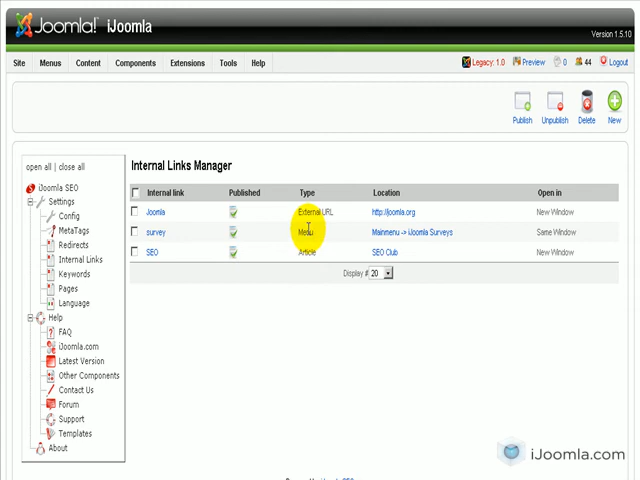 Joomla! iJoomla
Version 1.5.10
Site Menus Content Components Extensions Tools Help
Legacy: 1.0 Preview 0 44 Logout
Publish Unpublish Delete New
open all | close all
iJoomla SEO
Settings
Config
MetaTags
Redirects
Internal Links
Keywords
Pages
Language
Help
FAQ
iJoomla.com
Latest Version
Other Components
Contact Us
Forum
Support
Templates
About
Internal Links Manager
Internal link Published Type Location Open in
Joomla External URL http://joomla.org New Window
survey Menu Mainmenu -> iJoomla Surveys Same Window
SEO Article SEO Club New Window
Display # 20
iJoomla.com